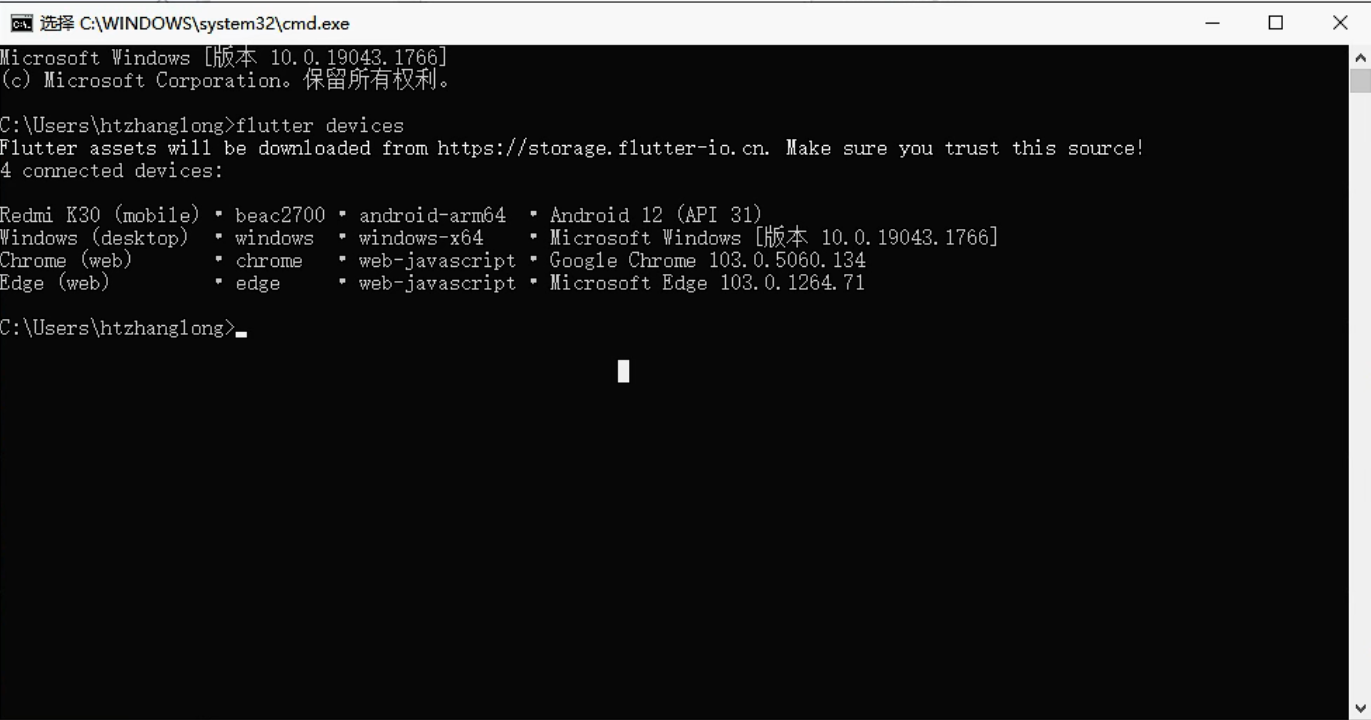 选择 C:\WINDOWS\system32\cmd.exe
Microsoft Windows [版本 10.0.19043.1766]
(c) Microsoft Corporation。保留所有权利。
C:\Users\htzhanglong>flutter devices
Flutter assets will be downloaded from https://storage.flutter-io.cn. Make sure you trust this source!
4 connected devices:
Redmi K30 (mobile) • beac2700 • android-arm64 • Android 12 (API 31)
Windows (desktop) • windows • windows-x64 • Microsoft Windows [版本 10.0.19043.1766]
Chrome (web) • chrome • web-javascript • Google Chrome 103.0.5060.134
Edge (web) • edge • web-javascript • Microsoft Edge 103.0.1264.71
C:\Users\htzhanglong>